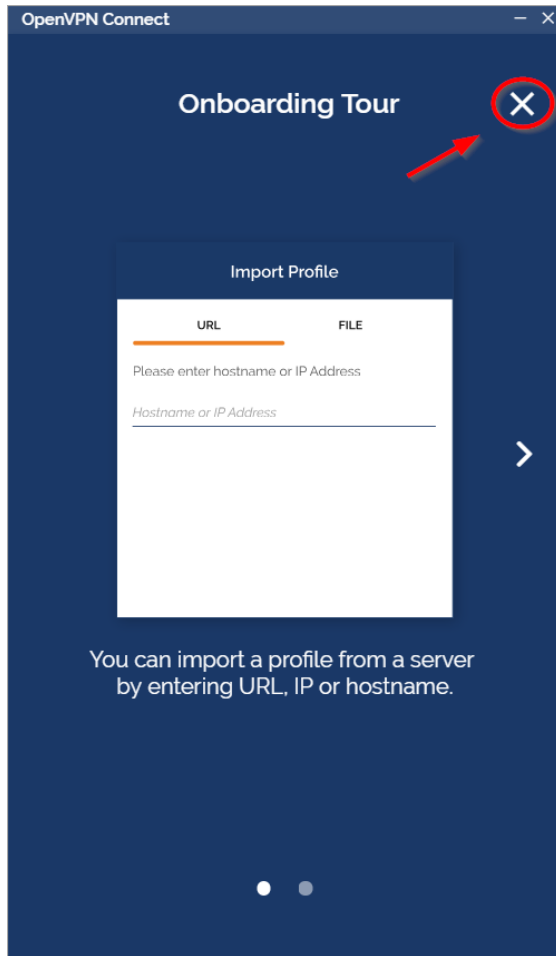 OpenVPN Connect
Onboarding Tour
Import Profile
URL FILE
Please enter hostname or IP Address
Hostname or IP Address
You can import a profile from a server
by entering URL, IP or hostname.